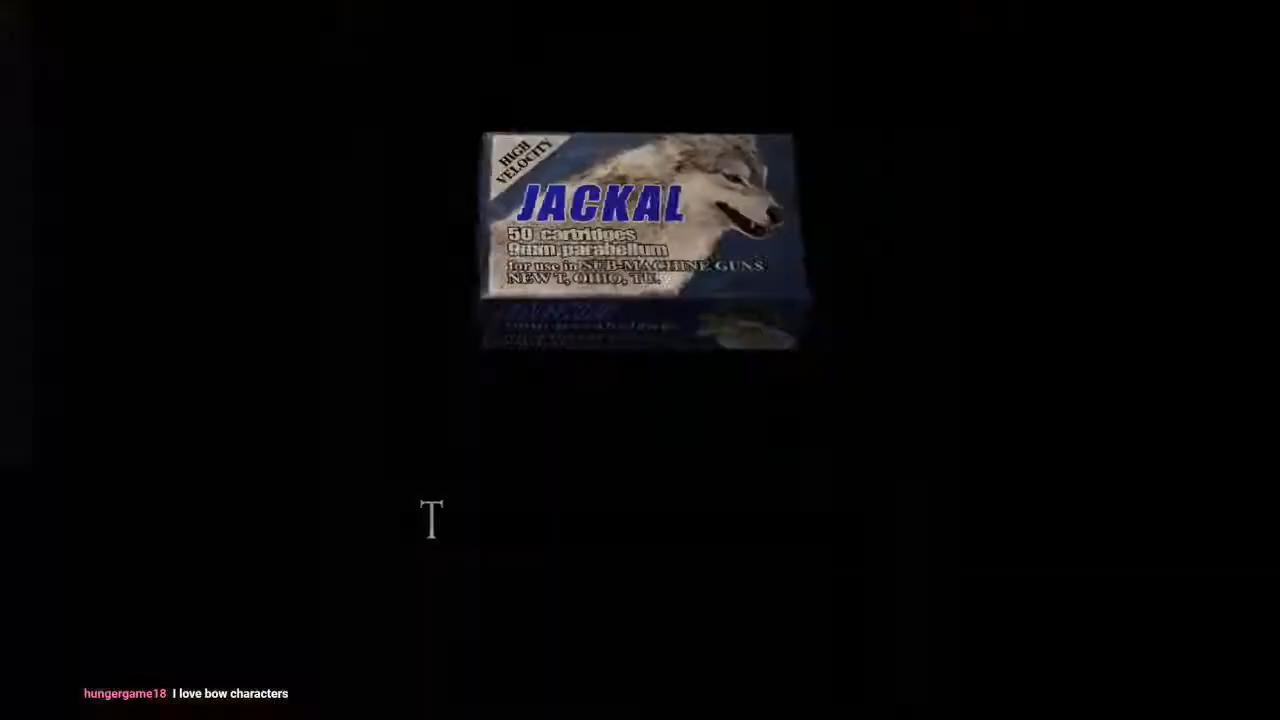 HIGH
VELOCITY
JACKAL
50 cartridges
9mm parabellum
for use in SUB-MACHINE GUNS
NEW T, OHIO, TU.
T
hungergame18 I love bow characters